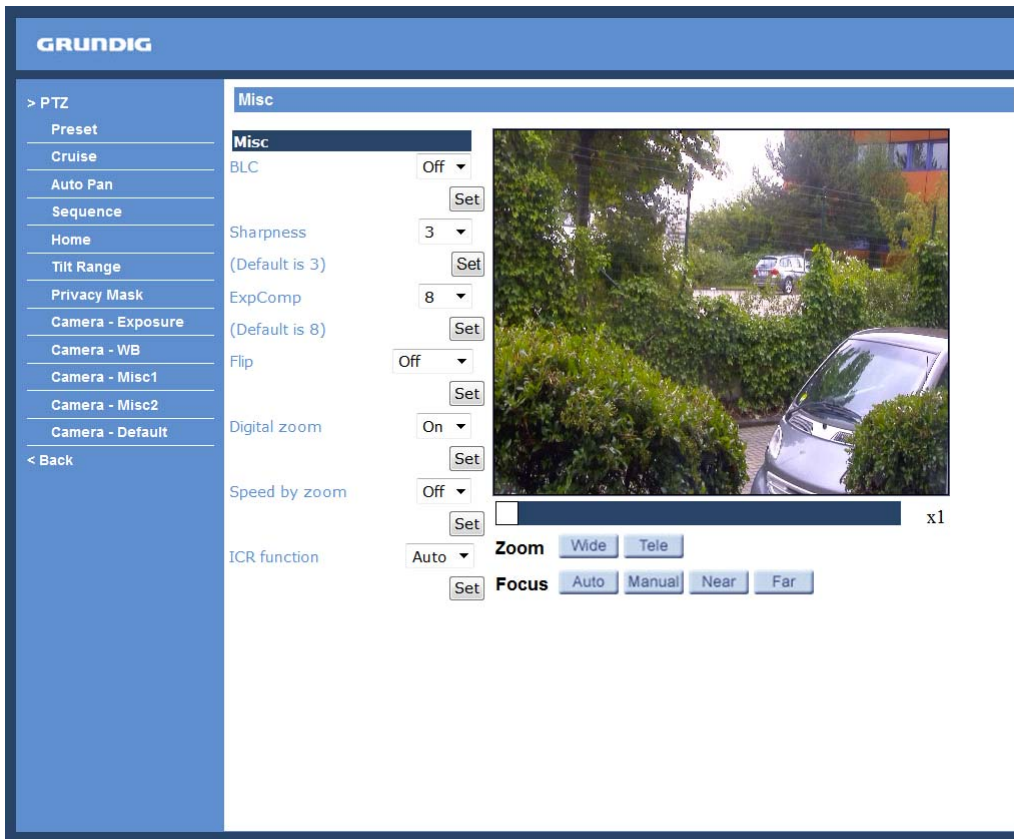 GRUNDIG
> PTZ
Preset
Cruise
Auto Pan
Sequence
Home
Tilt Range
Privacy Mask
Camera - Exposure
Camera - WB
Camera - Misc1
Camera - Misc2
Camera - Default
< Back
Misc
Misc
BLC Off
Set
Sharpness 3
(Default is 3) Set
ExpComp 8
(Default is 8) Set
Flip Off
Set
Digital zoom On
Set
Speed by zoom Off
Set
ICR function Auto
Set
x1
Zoom Wide Tele
Focus Auto Manual Near Far